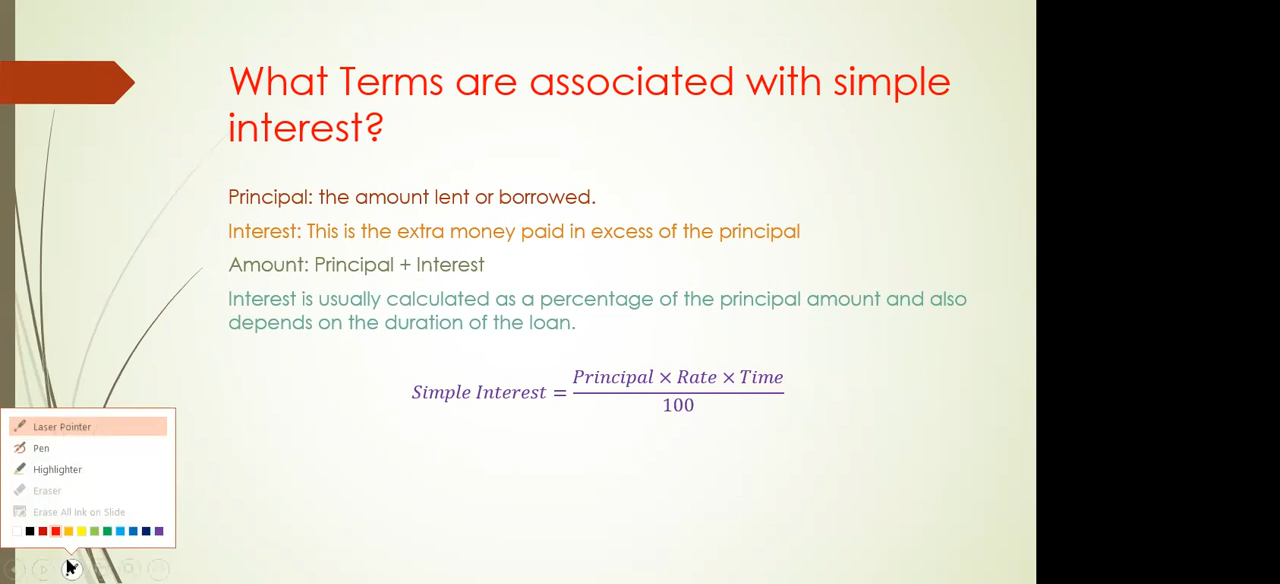 What Terms are associated with simple
interest?
Principal: the amount lent or borrowed.
Interest: This is the extra money paid in excess of the principal
Amount: Principal + Interest
Interest is usually calculated as a percentage of the principal amount and also
depends on the duration of the loan.
Simple Interest = Principal × Rate × Time
100
Laser Pointer
Pen
Highlighter
Eraser
Erase All Ink on Slide